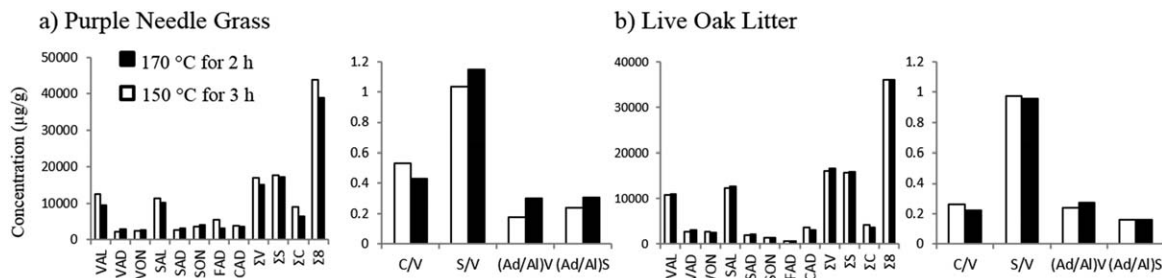 a) Purple Needle Grass
b) Live Oak Litter
Concentration (µg/g)
50000
40000
30000
20000
10000
0
170 °C for 2 h
150 °C for 3 h
VAL
VAD
VON
SAL
SAD
SON
FAD
CAD
ΣV
ΣS
ΣC
Σ8
1.2
1
0.8
0.6
0.4
0.2
0
C/V
S/V
(Ad/Al)V
(Ad/Al)S
40000
30000
20000
10000
0
VAL
VAD
VON
SAL
SAD
SON
FAD
CAD
ΣV
ΣS
ΣC
Σ8
1.2
1
0.8
0.6
0.4
0.2
0
C/V
S/V
(Ad/Al)V
(Ad/Al)S